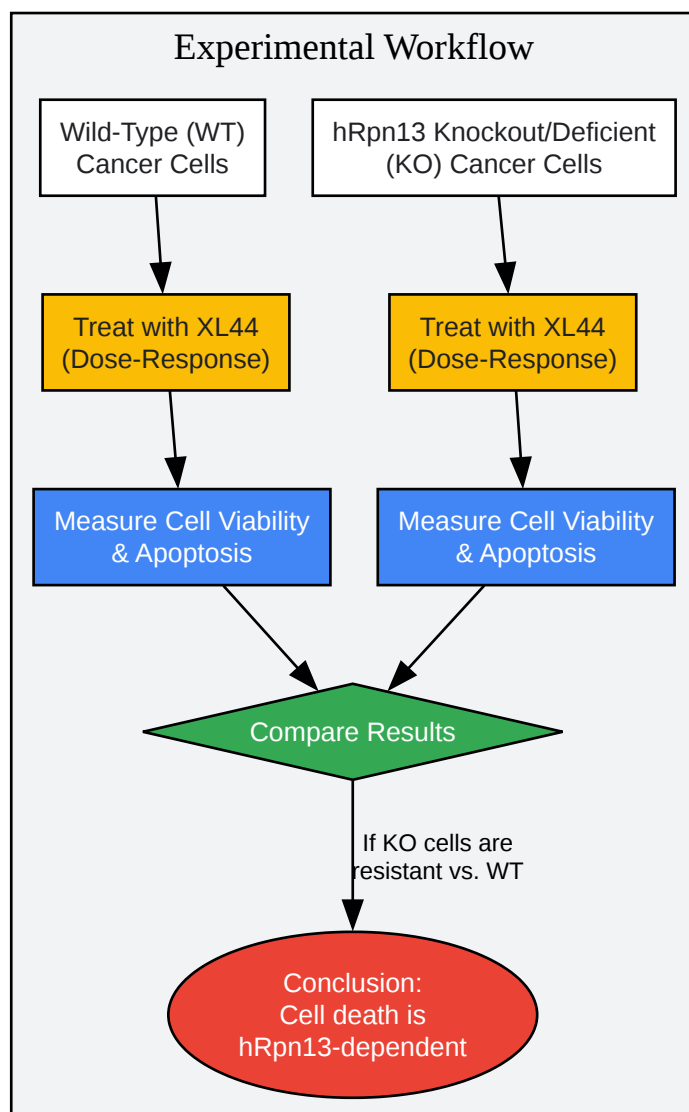 Experimental Workflow
Wild-Type (WT)
Cancer Cells
hRpn13 Knockout/Deficient
(KO) Cancer Cells
Treat with XL44
(Dose-Response)
Treat with XL44
(Dose-Response)
Measure Cell Viability
& Apoptosis
Measure Cell Viability
& Apoptosis
Compare Results
If KO cells are
resistant vs. WT
Conclusion:
Cell death is
hRpn13-dependent